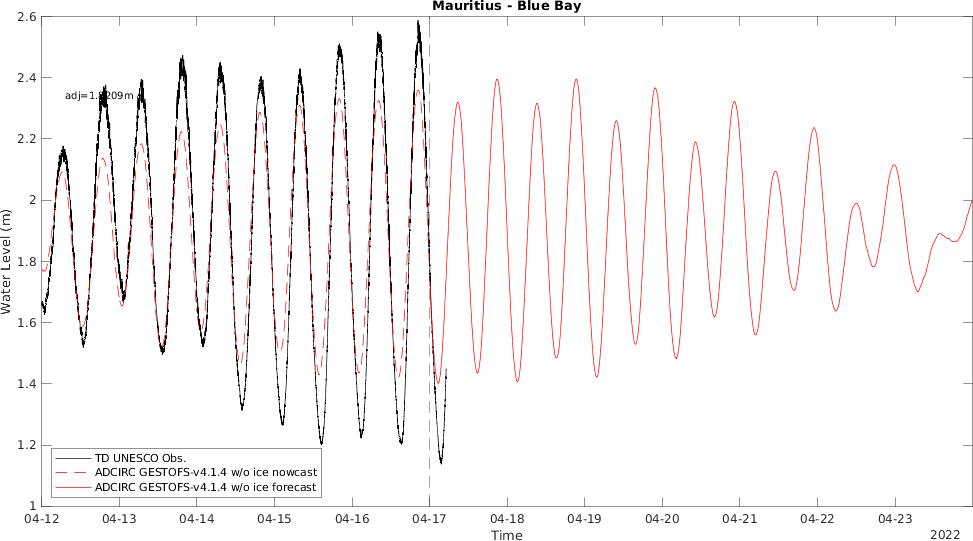 Mauritius - Blue Bay
2.6
2.4
2.2
2
1.8
1.6
1.4
1.2
1
Water Level (m)
TD UNESCO Obs.
ADCIRC GESTOFS-v4.1.4 w/o ice nowcast
ADCIRC GESTOFS-v4.1.4 w/o ice forecast
04-12 04-13 04-14 04-15 04-16 04-17 04-18 04-19 04-20 04-21 04-22 04-23
Time
2022